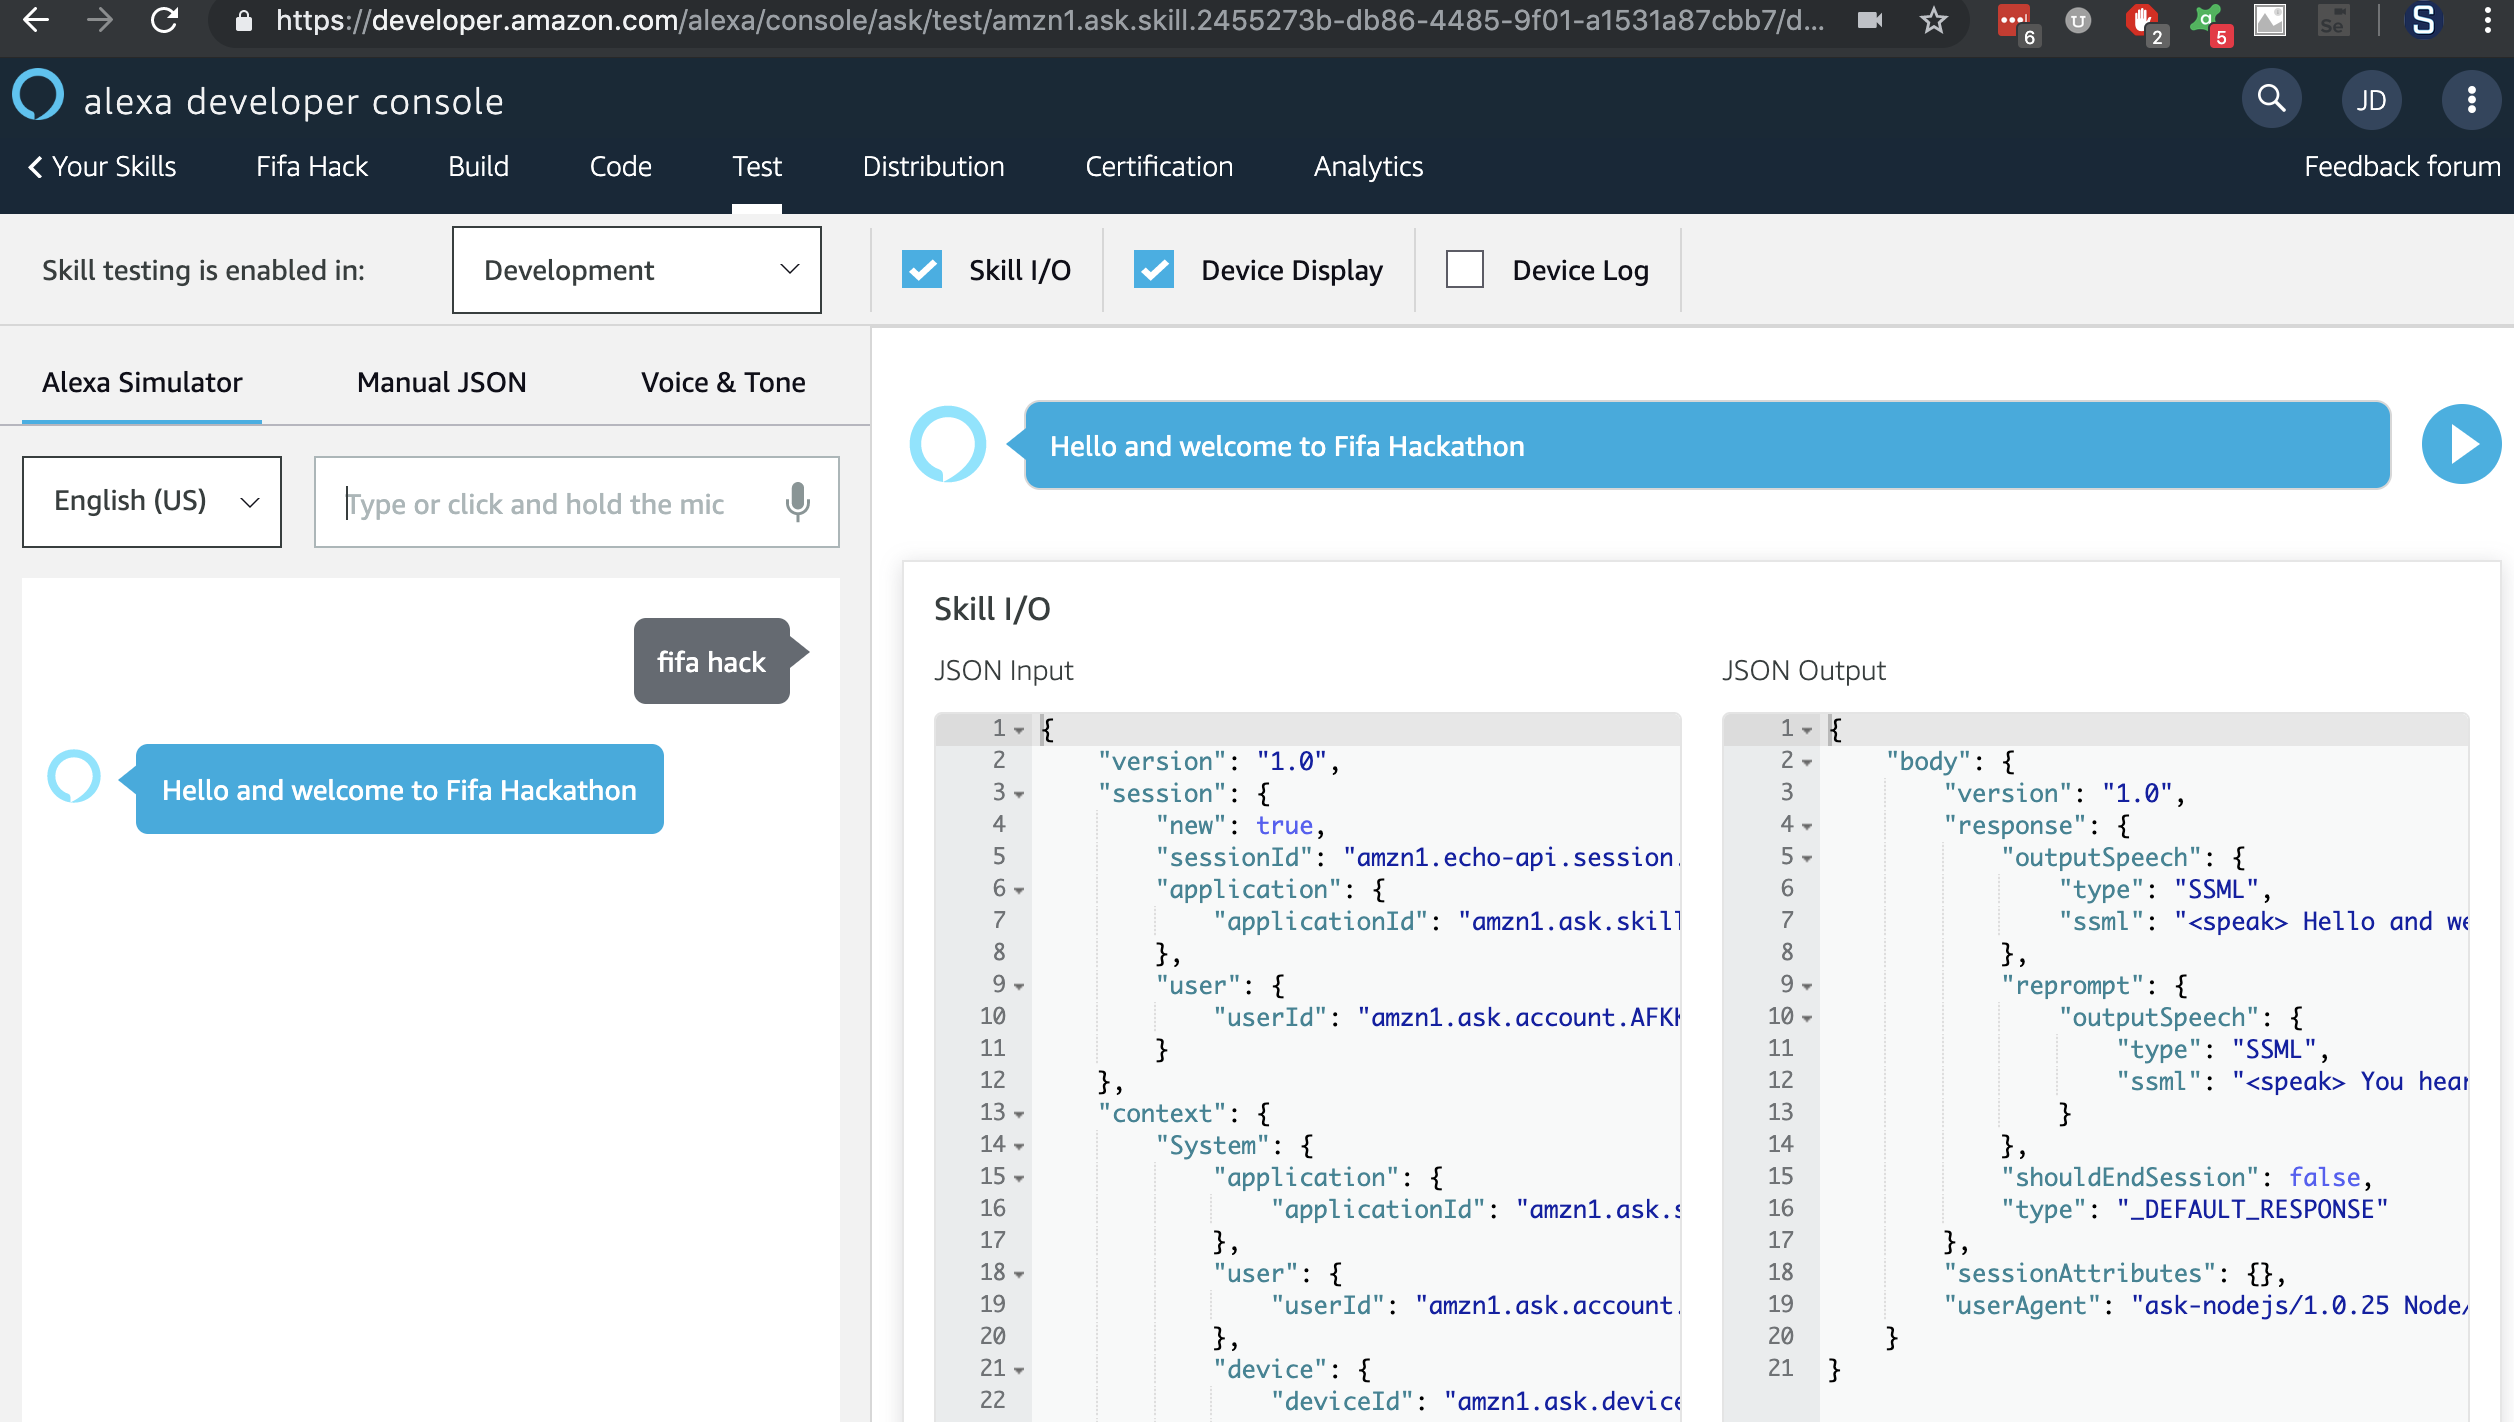 https://developer.amazon.com/alexa/console/ask/test/amzn1.ask.skill.2455273b-db86-4485-9f01-a1531a87cbb7/d...
6
U
2
a
5
Se
S
alexa developer console
JD
Your Skills
Fifa Hack
Build
Code
Test
Distribution
Certification
Analytics
Feedback forum
Skill testing is enabled in:
Development
Skill I/O
Device Display
Device Log
Alexa Simulator
Manual JSON
Voice & Tone
English (US)
Type or click and hold the mic
fifa hack
Hello and welcome to Fifa Hackathon
Hello and welcome to Fifa Hackathon
Skill I/O
JSON Input
1 {
2 "version": "1.0",
3 "session": {
4 "new": true,
5 "sessionId": "amzn1.echo-api.session.
6 "application": {
7 "applicationId": "amzn1.ask.skill
8 },
9 "user": {
10 "userId": "amzn1.ask.account.AFKK
11 }
12 },
13 "context": {
14 "System": {
15 "application": {
16 "applicationId": "amzn1.ask.s
17 },
18 "user": {
19 "userId": "amzn1.ask.account.
20 },
21 "device": {
22 "deviceId": "amzn1.ask.device
JSON Output
1 {
2 "body": {
3 "version": "1.0",
4 "response": {
5 "outputSpeech": {
6 "type": "SSML",
7 "ssml": "<speak> Hello and we
8 },
9 "reprompt": {
10 "outputSpeech": {
11 "type": "SSML",
12 "ssml": "<speak> You hear
13 }
14 },
15 "shouldEndSession": false,
16 "type": "_DEFAULT_RESPONSE"
17 },
18 "sessionAttributes": {},
19 "userAgent": "ask-nodejs/1.0.25 Node/
20 }
21 }